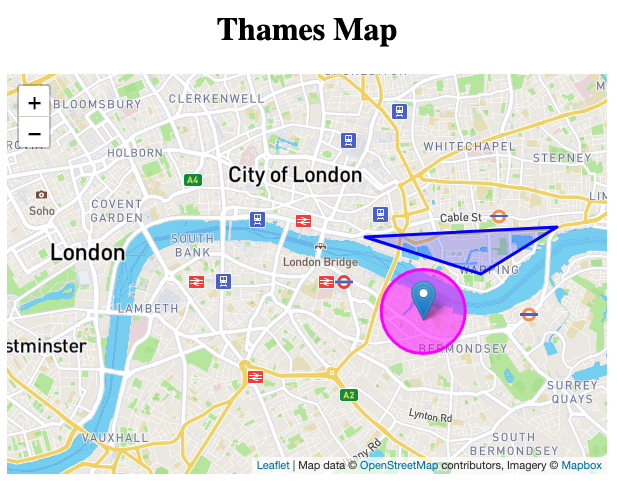 Thames Map
+
−
BLOOMSBURY
CLERKENWELL
HOLBORN
WHITECHAPEL
STEPNEY
A4
City of London
Soho
COVENT
GARDEN
Cable St
LIM
London
SOUTH
BANK
London Bridge
WAPPING
LAMBETH
stminster
BERMONDSEY
A2
SURREY
QUAYS
Lynton Rd
VAUXHALL
SOUTH
BERMONDSEY
Leaflet | Map data © OpenStreetMap contributors, Imagery © Mapbox